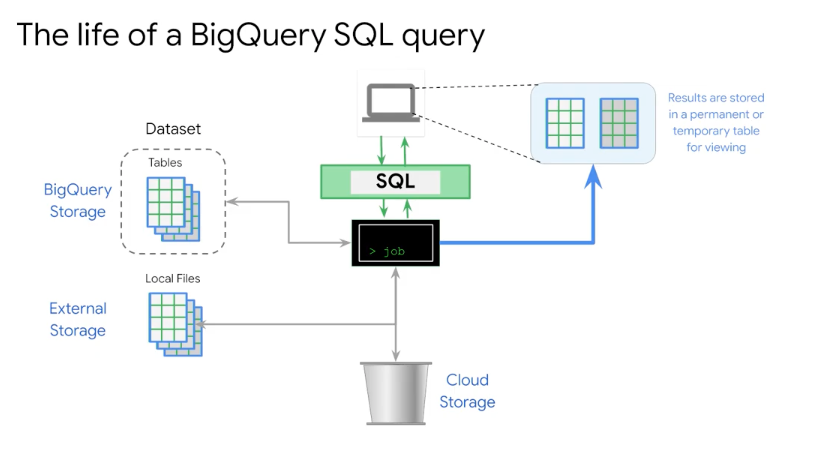 The life of a BigQuery SQL query
Results are stored
in a permanent or
temporary table
for viewing
Dataset
Tables
BigQuery
Storage
SQL
> job
Local Files
External
Storage
Cloud
Storage